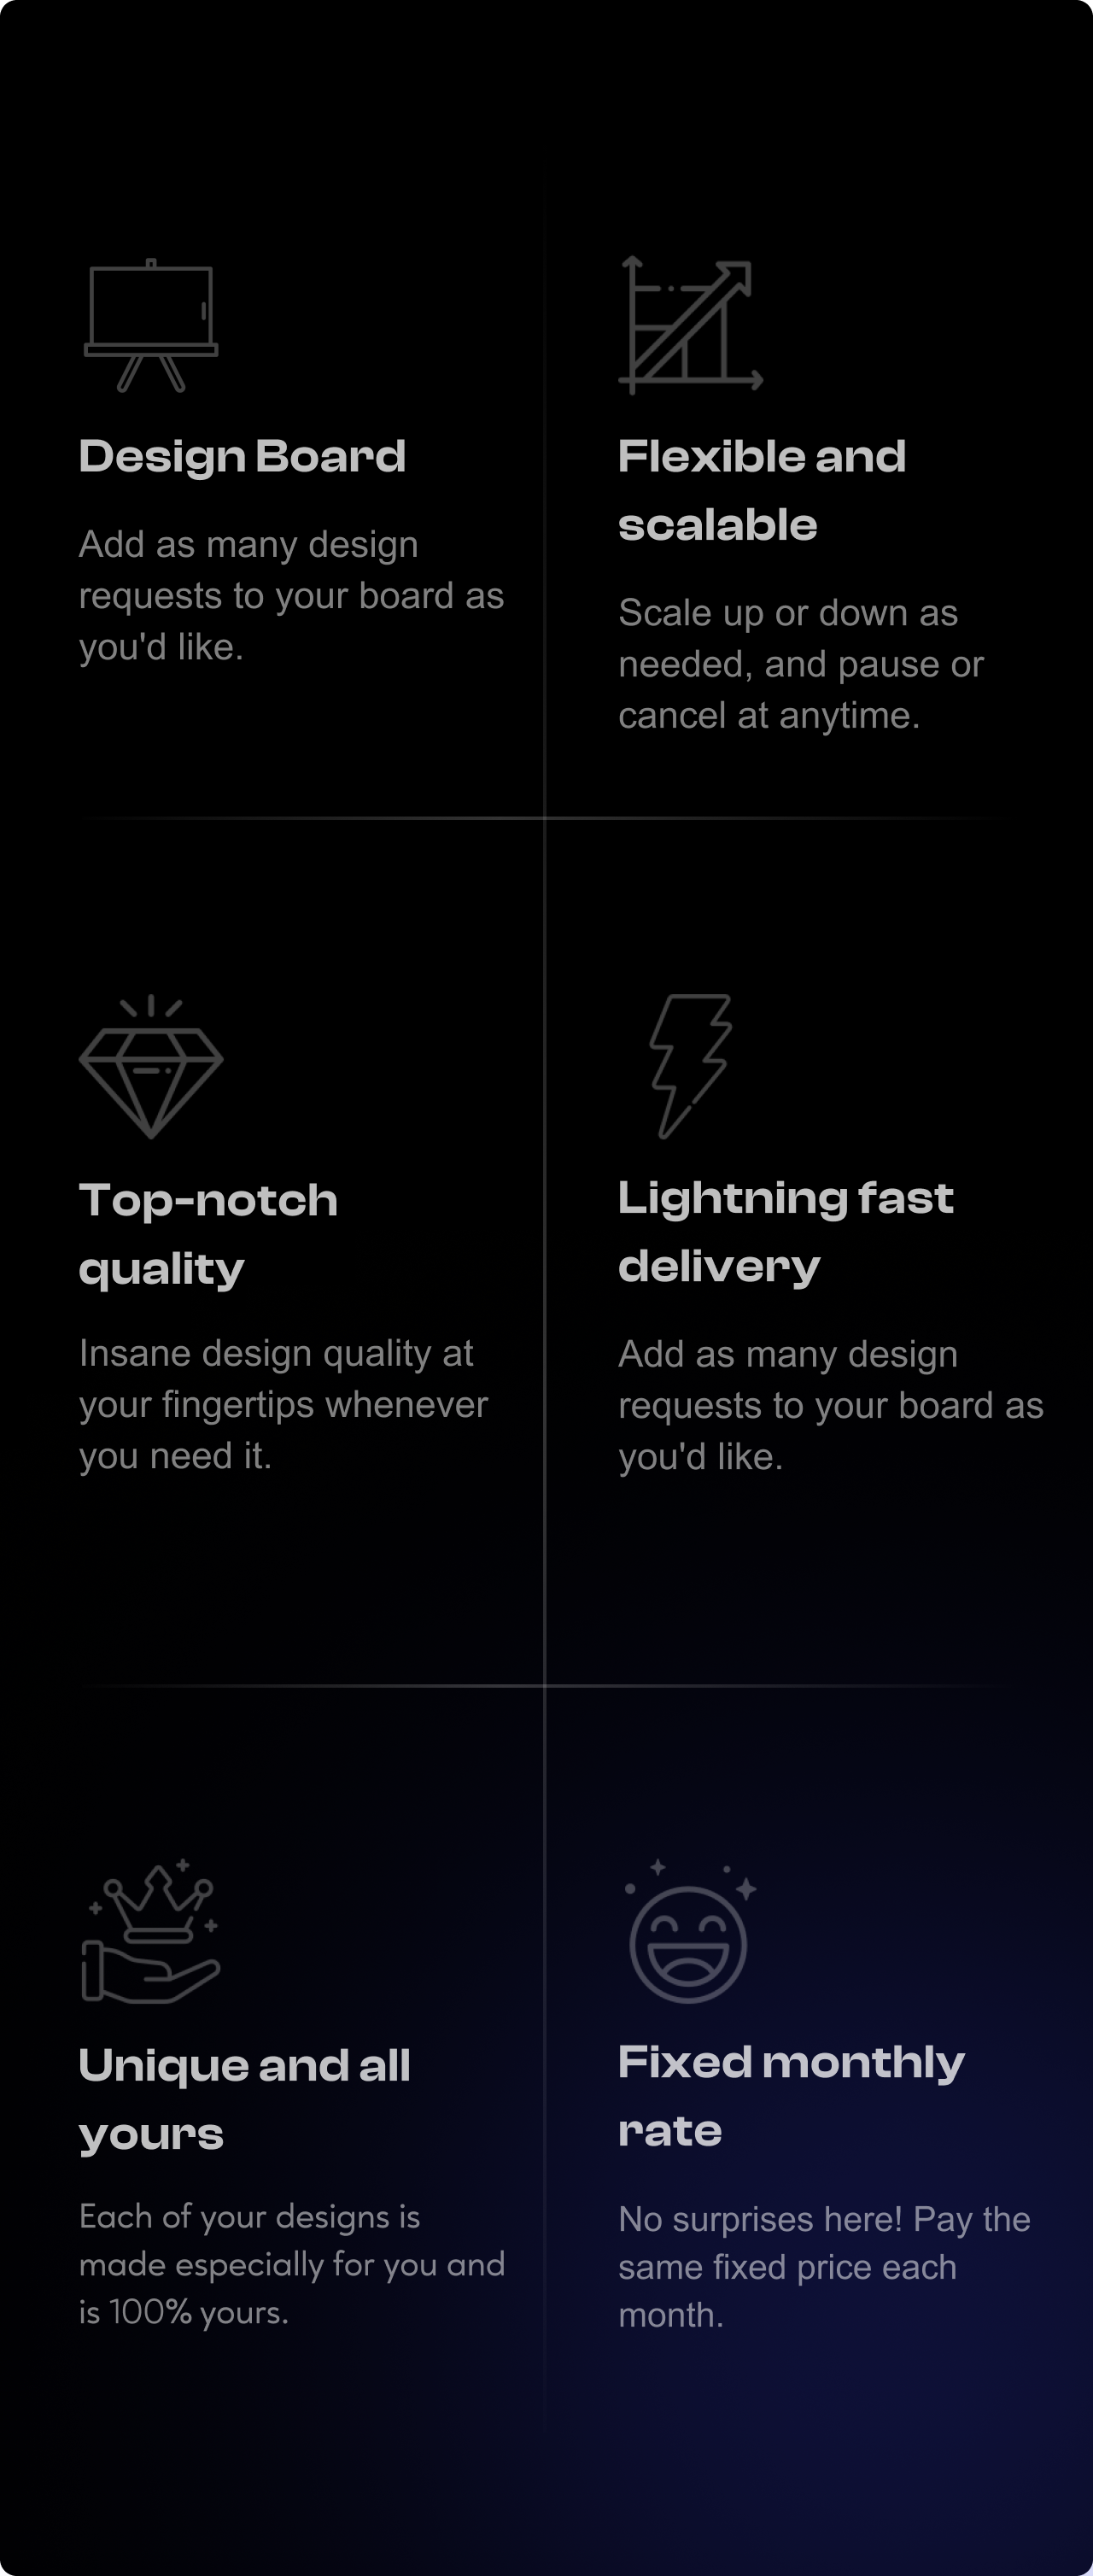 Design Board
Add as many design
requests to your board as
you'd like.
Flexible and
scalable
Scale up or down as
needed, and pause or
cancel at anytime.
Top-notch
quality
Insane design quality at
your fingertips whenever
you need it.
Lightning fast
delivery
Add as many design
requests to your board as
you'd like.
Unique and all
yours
Each of your designs is
made especially for you and
is 100% yours.
Fixed monthly
rate
No surprises here! Pay the
same fixed price each
month.